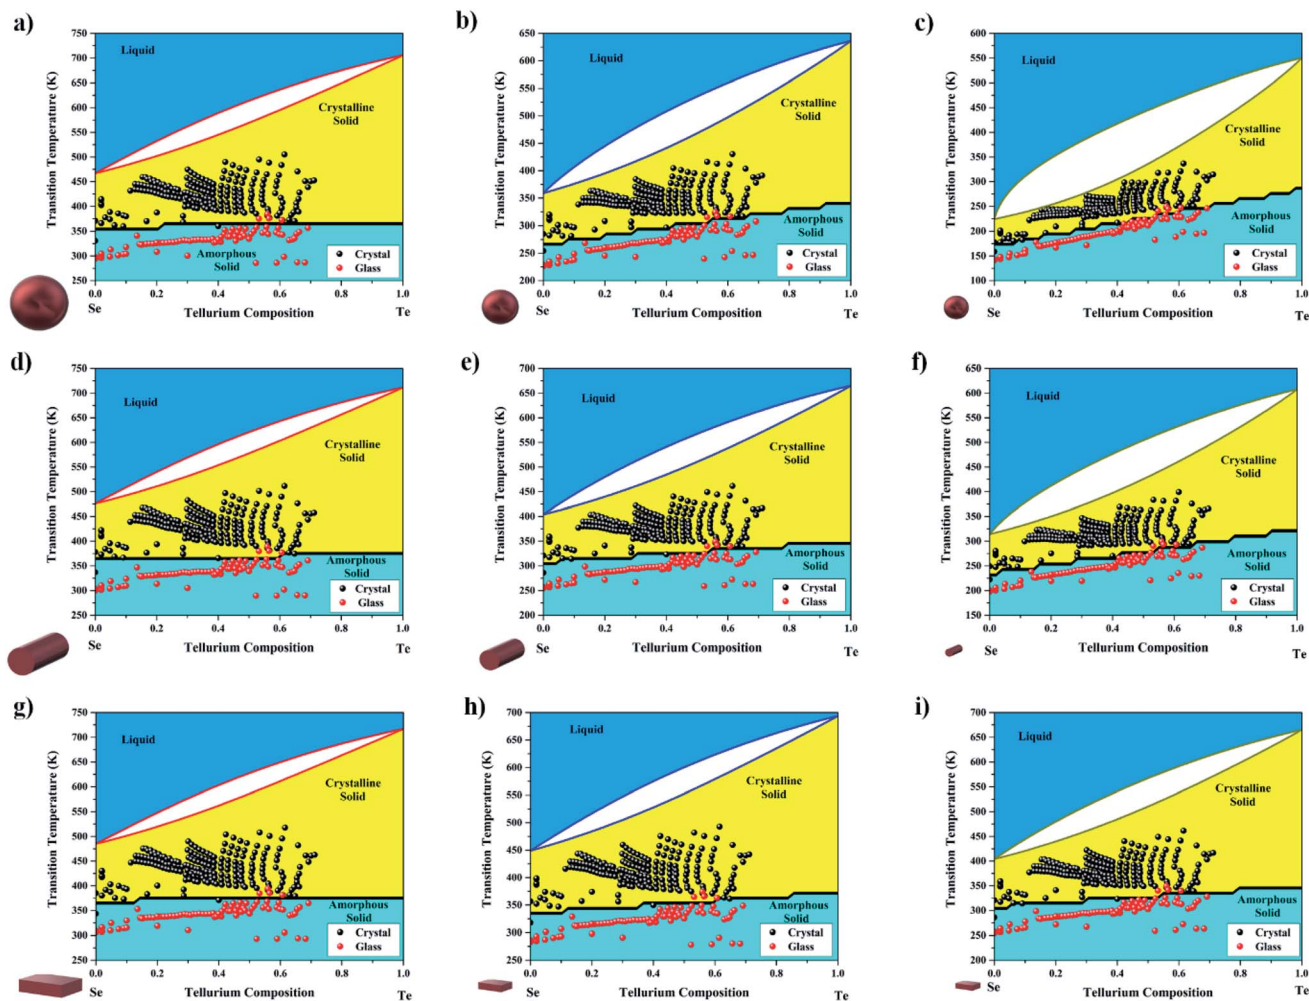 a)
Transition Temperature (K)
750
700
650
600
550
500
450
400
350
300
250
Liquid
Crystalline
Solid
Amorphous
Solid
Crystal
Glass
0.0 0.2 0.4 0.6 0.8 1.0
Se Tellurium Composition Te
b)
Transition Temperature (K)
650
600
550
500
450
400
350
300
250
200
Liquid
Crystalline
Solid
Amorphous
Solid
Crystal
Glass
0.0 0.2 0.4 0.6 0.8 1.0
Se Tellurium Composition Te
c)
Transition Temperature (K)
600
550
500
450
400
350
300
250
200
150
100
Liquid
Crystalline
Solid
Amorphous
Solid
Crystal
Glass
0.0 0.2 0.4 0.6 0.8 1.0
Se Tellurium Composition Te
d)
Transition Temperature (K)
750
700
650
600
550
500
450
400
350
300
250
Liquid
Crystalline
Solid
Amorphous
Solid
Crystal
Glass
0.0 0.2 0.4 0.6 0.8 1.0
Se Tellurium Composition Te
e)
Transition Temperature (K)
700
650
600
550
500
450
400
350
300
250
200
Liquid
Crystalline
Solid
Amorphous
Solid
Crystal
Glass
0.0 0.2 0.4 0.6 0.8 1.0
Se Tellurium Composition Te
f)
Transition Temperature (K)
650
600
550
500
450
400
350
300
250
200
150
Liquid
Crystalline
Solid
Amorphous
Solid
Crystal
Glass
0.0 0.2 0.4 0.6 0.8 1.0
Se Tellurium Composition Te
g)
Transition Temperature (K)
750
700
650
600
550
500
450
400
350
300
250
Liquid
Crystalline
Solid
Amorphous
Solid
Crystal
Glass
0.0 0.2 0.4 0.6 0.8 1.0
Se Tellurium Composition Te
h)
Transition Temperature (K)
700
650
600
550
500
450
400
350
300
250
Liquid
Crystalline
Solid
Amorphous
Solid
Crystal
Glass
0.0 0.2 0.4 0.6 0.8 1.0
Se Tellurium Composition Te
i)
Transition Temperature (K)
700
650
600
550
500
450
400
350
300
250
200
Liquid
Crystalline
Solid
Amorphous
Solid
Crystal
Glass
0.0 0.2 0.4 0.6 0.8 1.0
Se Tellurium Composition Te